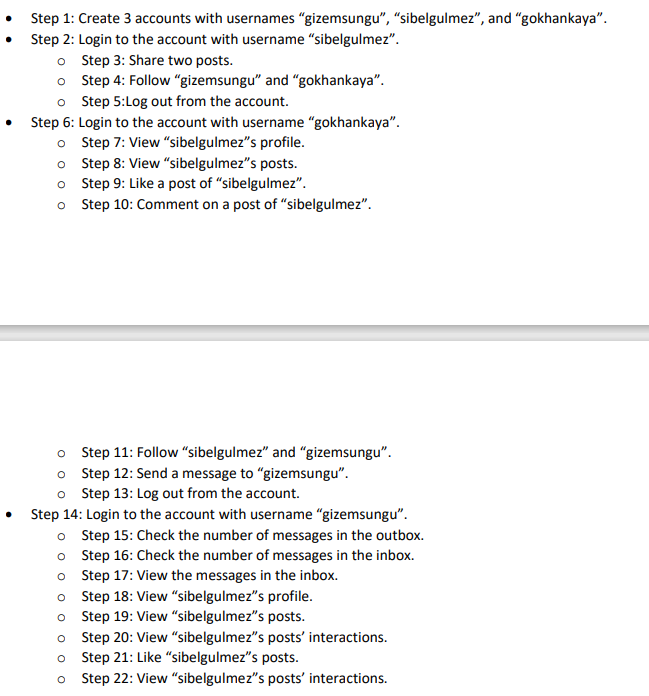 • Step 1: Create 3 accounts with usernames “gizemsungu”, “sibelgulmez”, and “gokhankaya”.
• Step 2: Login to the account with username “sibelgulmez”.
o Step 3: Share two posts.
o Step 4: Follow “gizemsungu” and “gokhankaya”.
o Step 5:Log out from the account.
• Step 6: Login to the account with username “gokhankaya”.
o Step 7: View “sibelgulmez”s profile.
o Step 8: View “sibelgulmez”s posts.
o Step 9: Like a post of “sibelgulmez”.
o Step 10: Comment on a post of “sibelgulmez”.
o Step 11: Follow “sibelgulmez” and “gizemsungu”.
o Step 12: Send a message to “gizemsungu”.
o Step 13: Log out from the account.
• Step 14: Login to the account with username “gizemsungu”.
o Step 15: Check the number of messages in the outbox.
o Step 16: Check the number of messages in the inbox.
o Step 17: View the messages in the inbox.
o Step 18: View “sibelgulmez”s profile.
o Step 19: View “sibelgulmez”s posts.
o Step 20: View “sibelgulmez”s posts’ interactions.
o Step 21: Like “sibelgulmez”s posts.
o Step 22: View “sibelgulmez”s posts’ interactions.